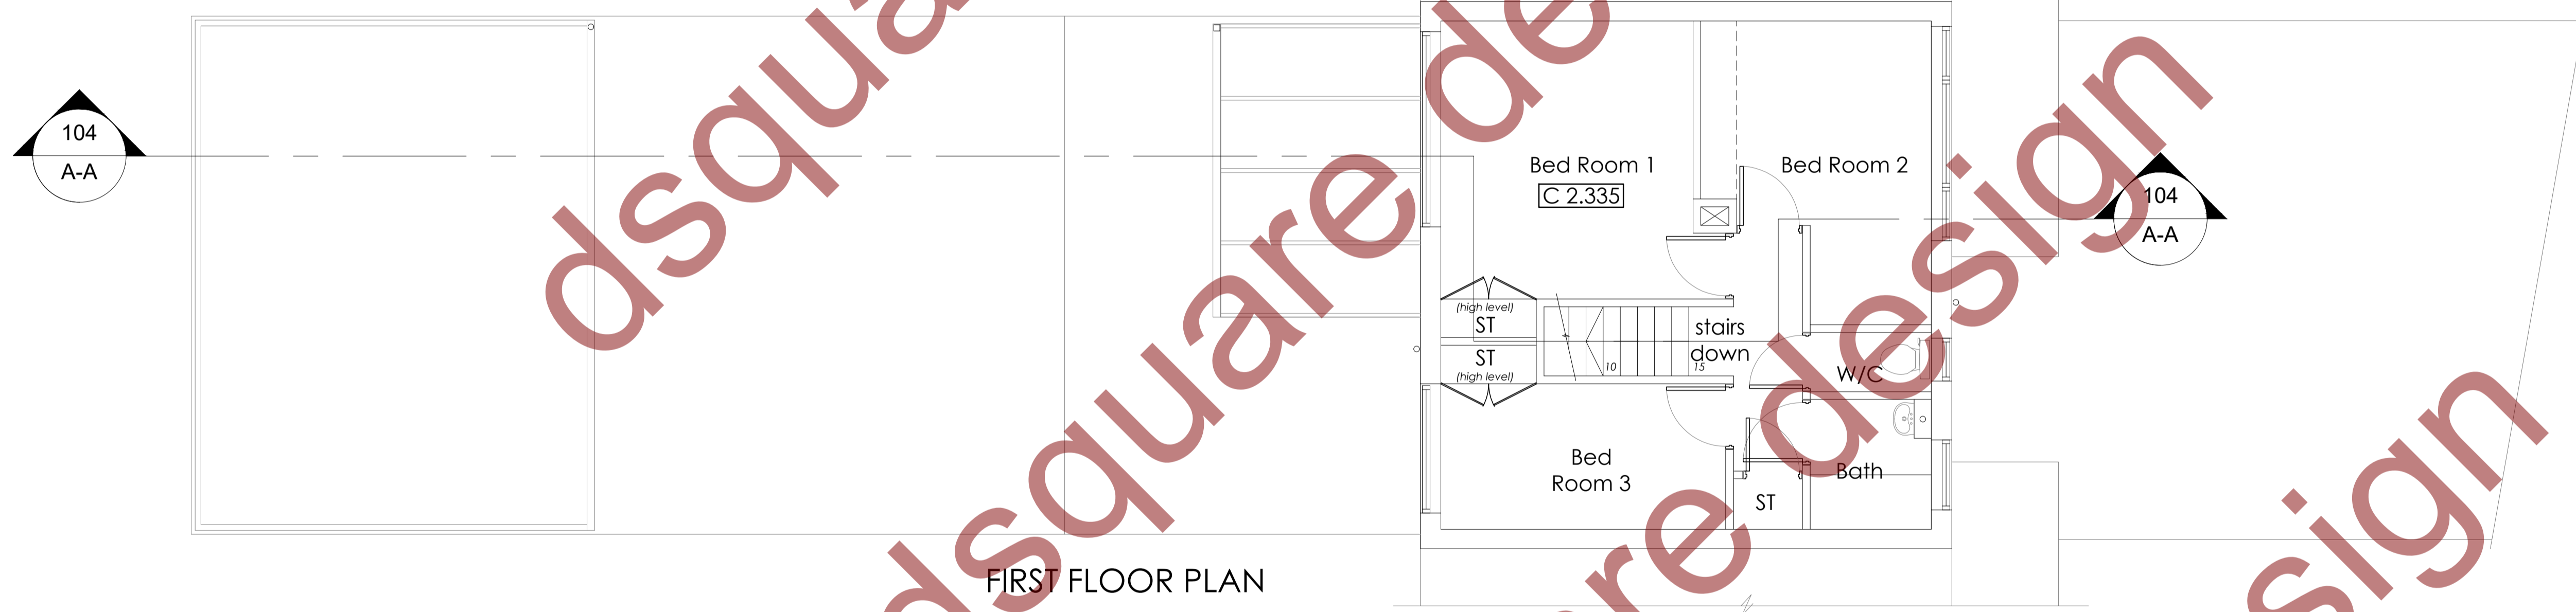 104
A-A
Bed Room 1
C 2.335
Bed Room 2
104
A-A
(high level)
ST
ST
(high level)
10
15
stairs
down
W/C
Bed
Room 3
Bath
ST
FIRST FLOOR PLAN
dsquare design
dsquare design
dsquare design